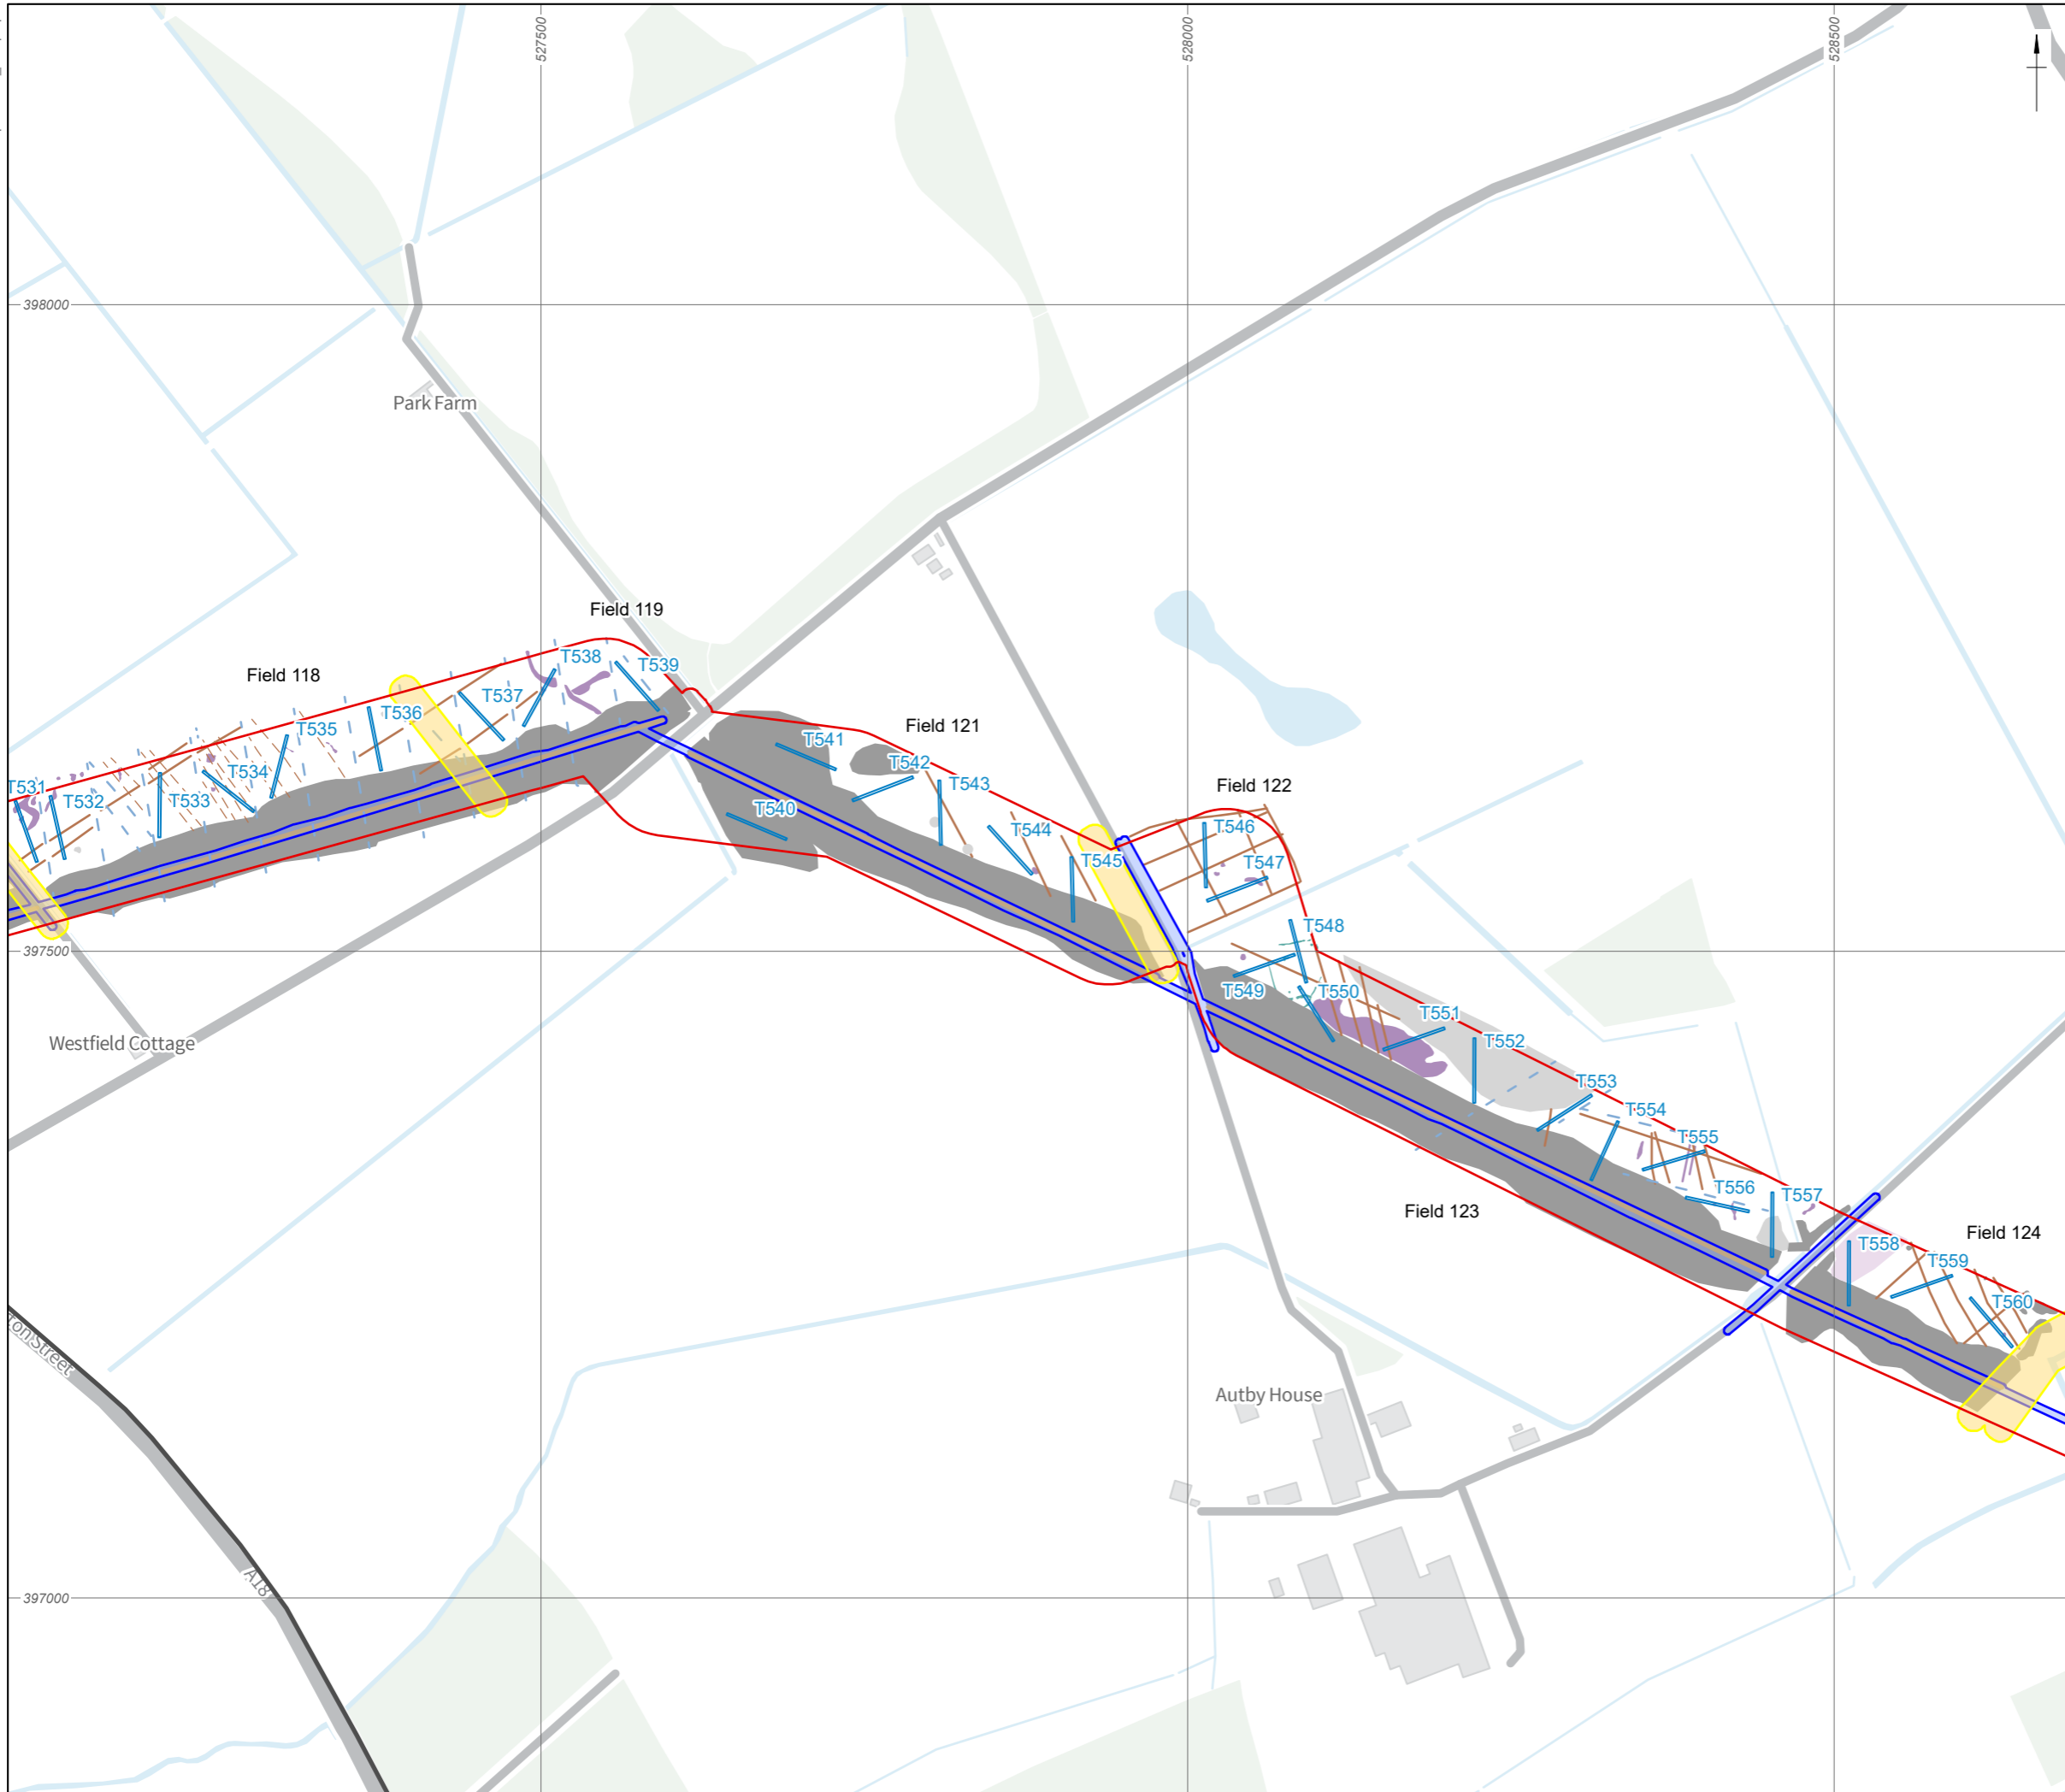 527500
528000
528500
398000
Park Farm
Field 119
Field 118
T538
T539
T537
T536
T535
T534
T531
T532
T533
Field 121
T541
T542
T543
T540
T544
T545
Field 122
T546
T547
T548
397500
T549
T550
T551
T552
T553
T554
T555
T556
T557
Westfield Cottage
Field 123
Field 124
T558
T559
T560
ton Street
Autby House
A18
397000